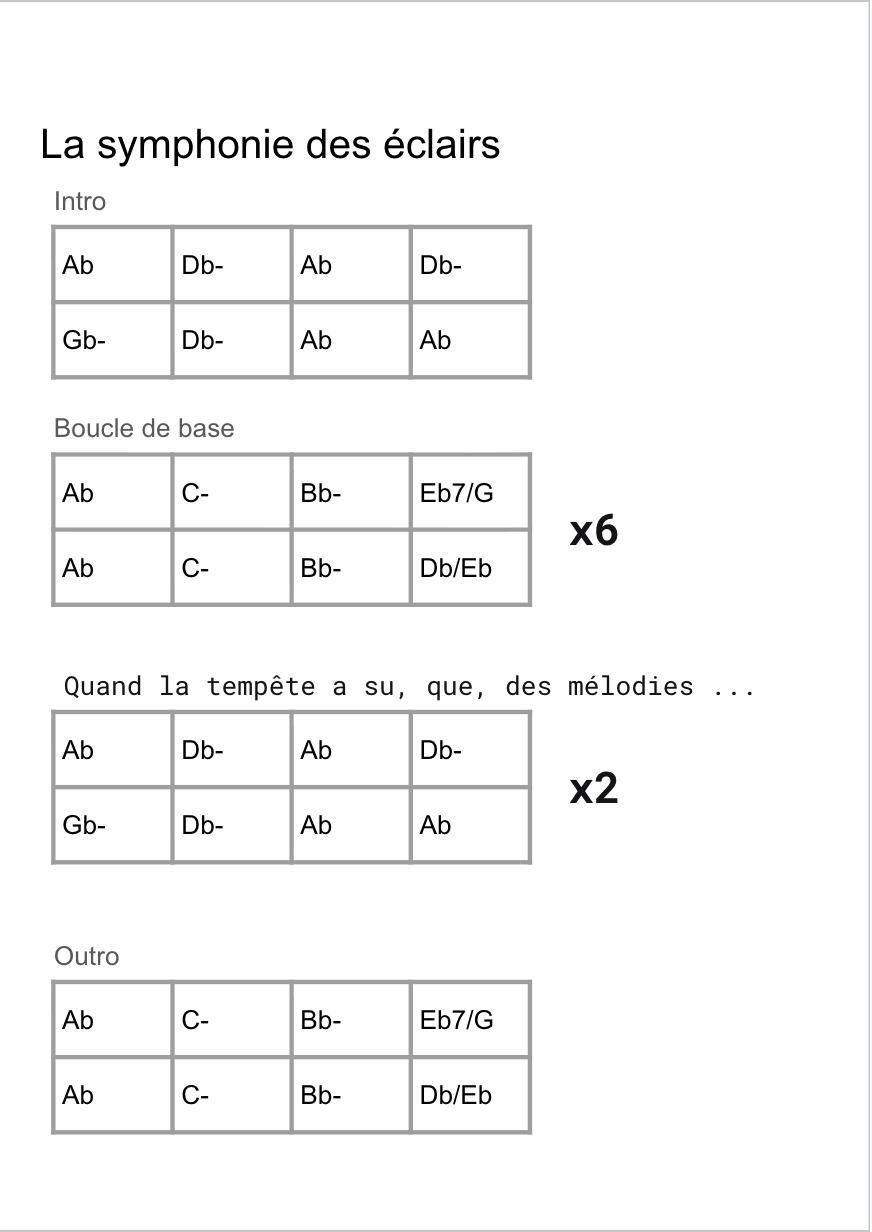 La symphonie des éclairs
Intro
Ab Db- Ab Db-
Gb- Db- Ab Ab
Boucle de base
Ab C- Bb- Eb7/G
x6
Ab C- Bb- Db/Eb
Quand la tempête a su, que, des mélodies ...
Ab Db- Ab Db-
x2
Gb- Db- Ab Ab
Outro
Ab C- Bb- Eb7/G
Ab C- Bb- Db/Eb